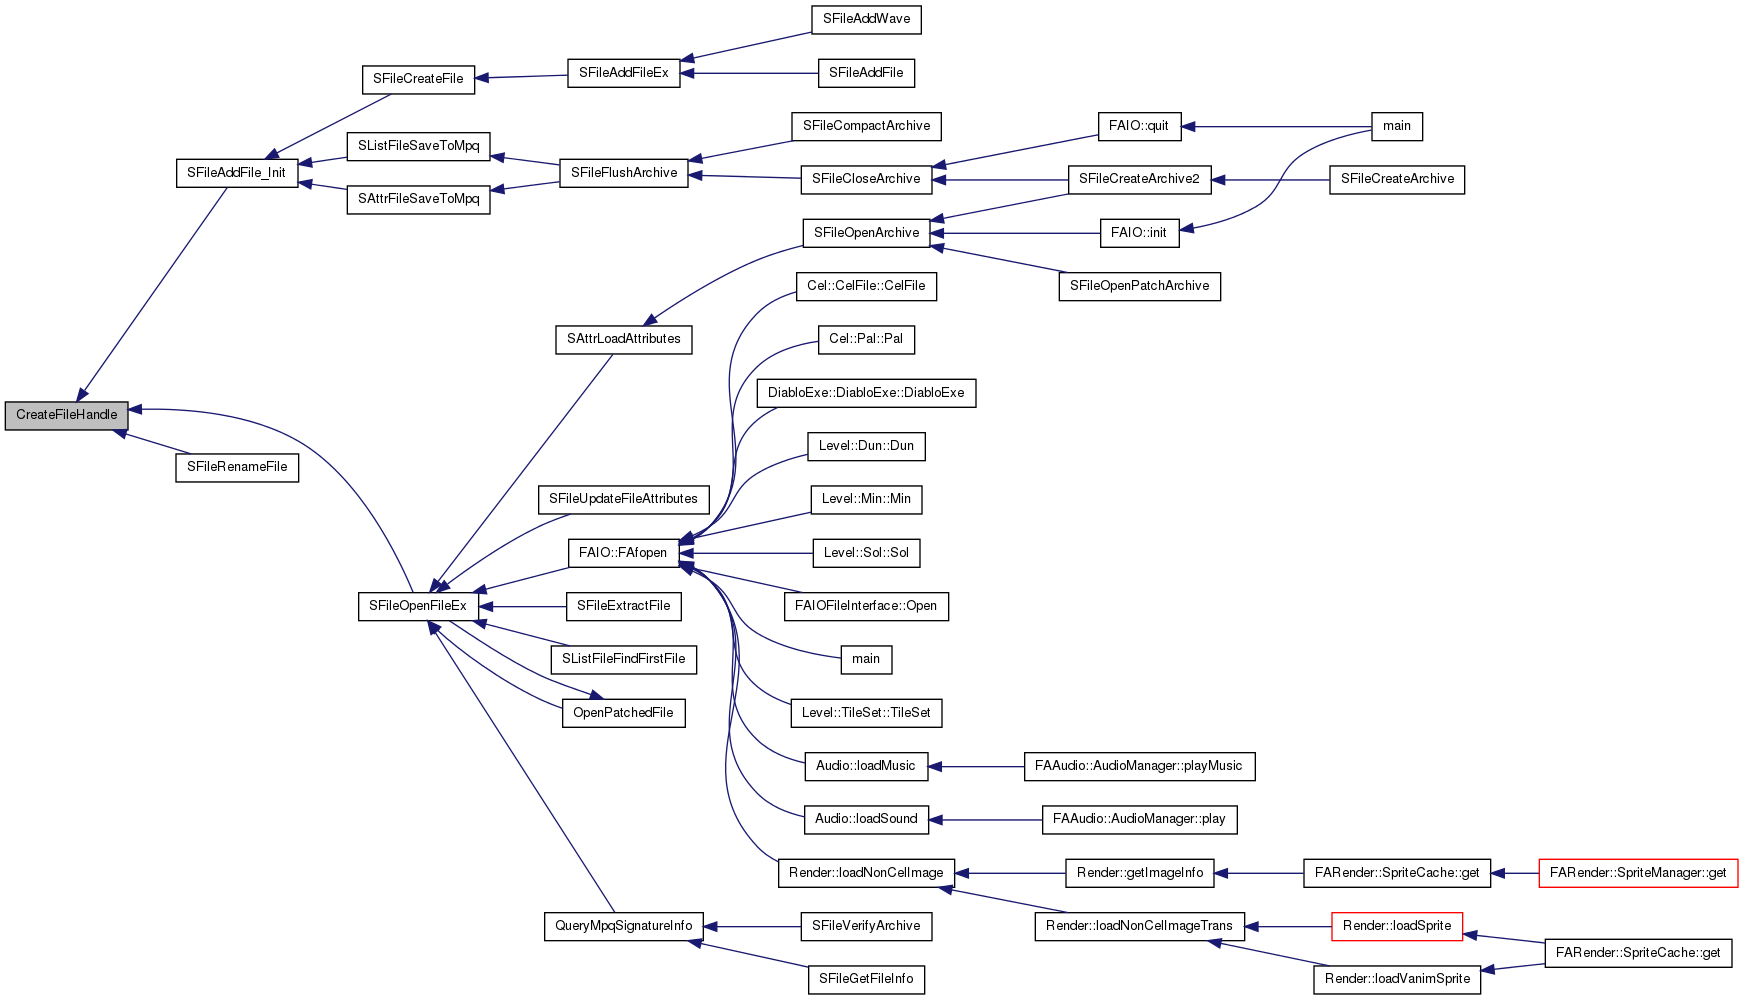 SFileAddWave
SFileCreateFile
SFileAddFileEx
SFileAddFile
SFileCompactArchive
FAIO::quit
main
SListFileSaveToMpq
SFileAddFile_Init
SFileFlushArchive
SFileCloseArchive
SFileCreateArchive2
SFileCreateArchive
SAttrFileSaveToMpq
SFileOpenArchive
FAIO::init
Cel::CelFile::CelFile
SFileOpenPatchArchive
SAttrLoadAttributes
Cel::Pal::Pal
DiabloExe::DiabloExe::DiabloExe
CreateFileHandle
Level::Dun::Dun
SFileRenameFile
SFileUpdateFileAttributes
Level::Min::Min
FAIO::FAfopen
Level::Sol::Sol
SFileOpenFileEx
SFileExtractFile
FAIOFileInterface::Open
SListFileFindFirstFile
main
OpenPatchedFile
Level::TileSet::TileSet
Audio::loadMusic
FAAudio::AudioManager::playMusic
Audio::loadSound
FAAudio::AudioManager::play
Render::loadNonCelImage
Render::getImageInfo
FARender::SpriteCache::get
FARender::SpriteManager::get
QueryMpqSignatureInfo
SFileVerifyArchive
Render::loadNonCelImageTrans
Render::loadSprite
FARender::SpriteCache::get
SFileGetFileInfo
Render::loadVanimSprite